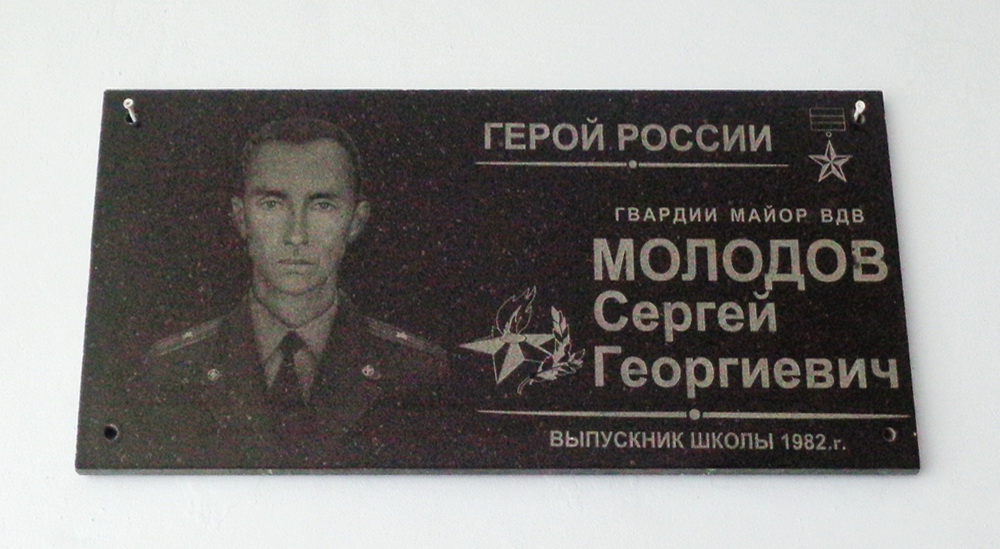 ГЕРОЙ РОССИИ
ГВАРДИИ МАЙОР ВДВ
МОЛОДОВ
Сергей
Георгиевич
ВЫПУСКНИК ШКОЛЫ 1982.г.